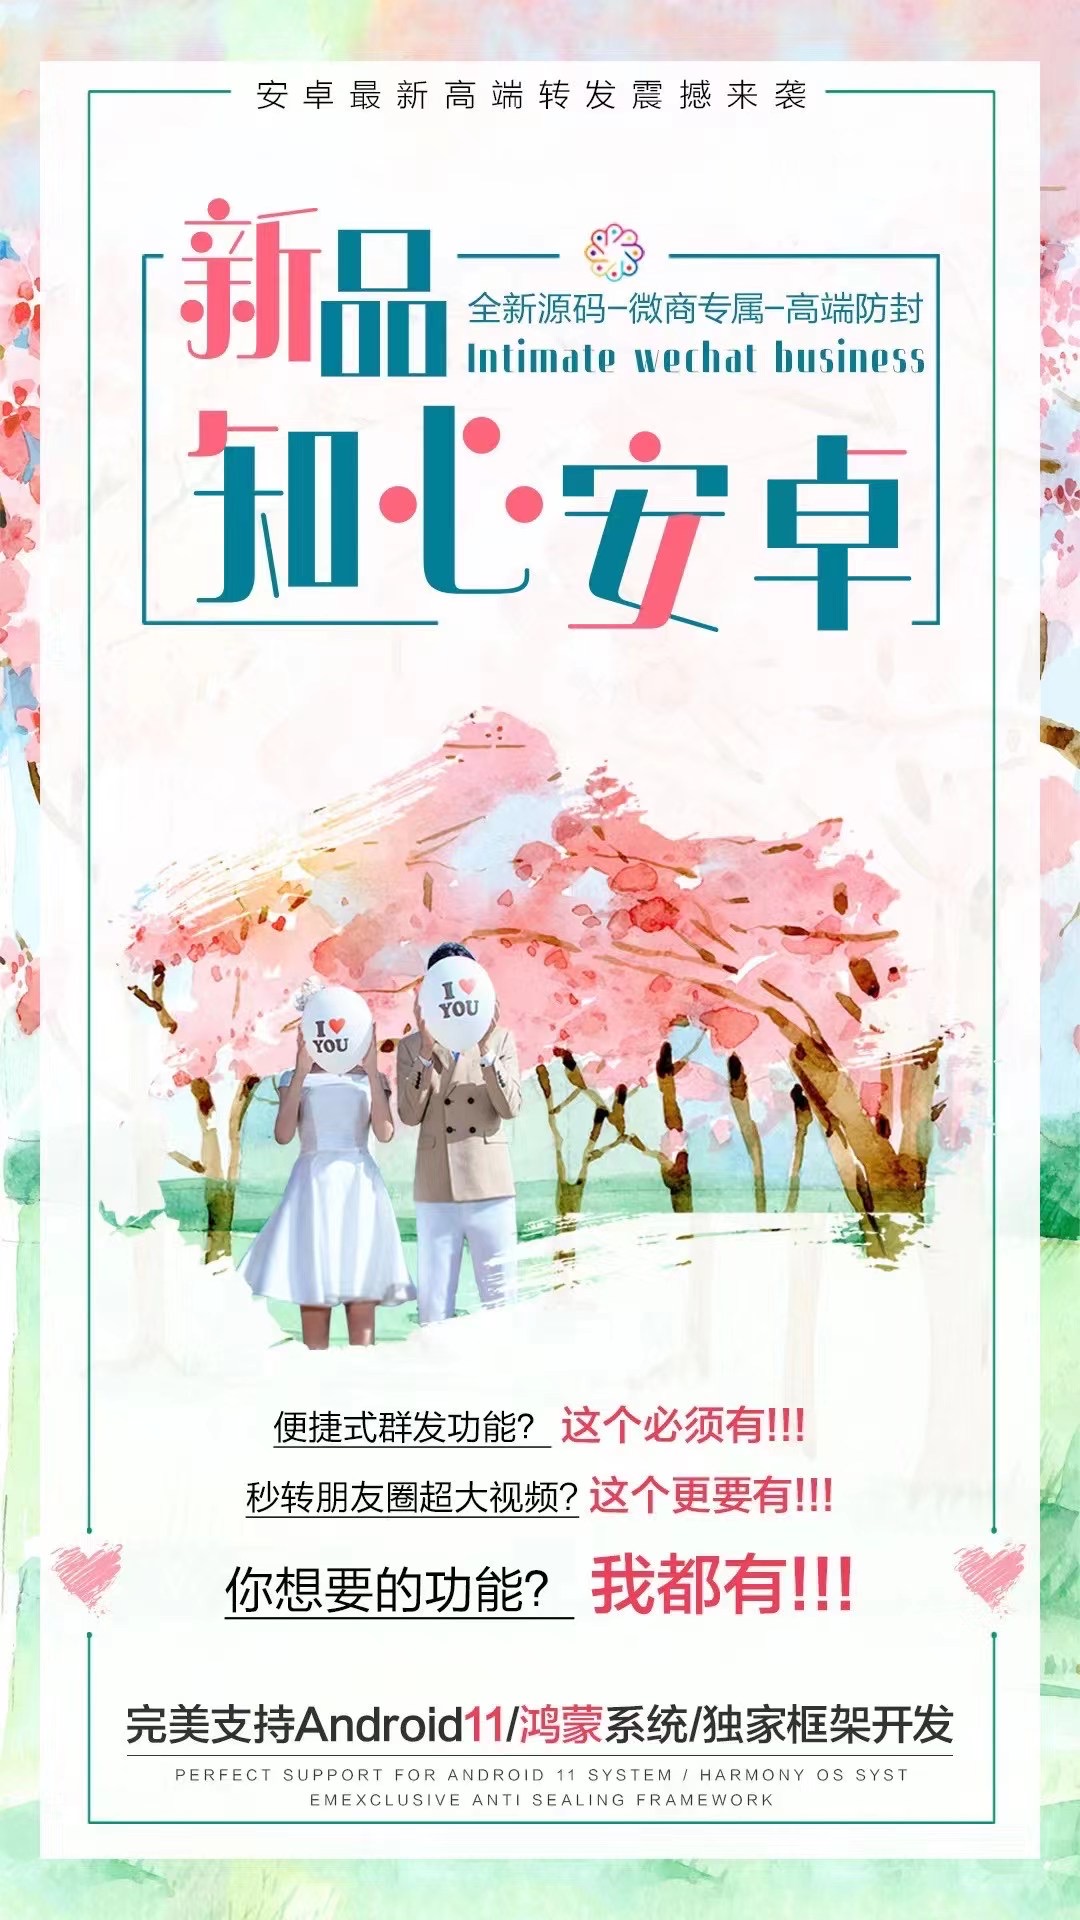 安卓最新高端转发震撼来袭
新品
全新源码-微商专属-高端防封
Intimate wechat business
知心安卓
I ♥ YOU
I ♥ YOU
便捷式群发功能? 这个必须有!!!
秒转朋友圈超大视频? 这个更要有!!!
你想要的功能? 我都有!!!
完美支持Android11/鸿蒙系统/独家框架开发
PERFECT SUPPORT FOR ANDROID 11 SYSTEM / HARMONY OS SYST
EMEXCLUSIVE ANTI SEALING FRAMEWORK